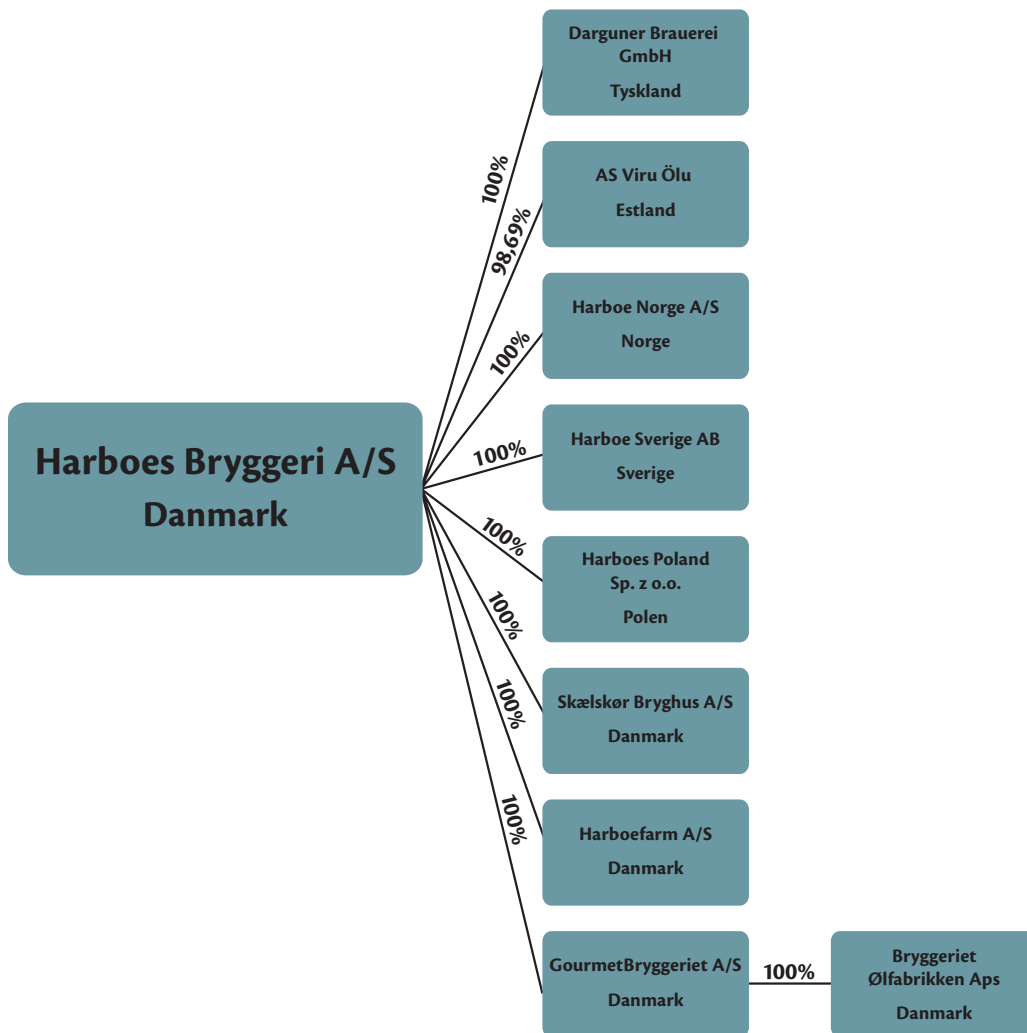 Darguner Brauerei
GmbH
Tyskland
100%
AS Viru Ölu
Estland
98,69%
Harboe Norge A/S
Norge
100%
Harboes Bryggeri A/S
Danmark
Harboe Sverige AB
Sverige
100%
Harboes Poland
Sp. z o.o.
Polen
100%
Skælskør Bryghus A/S
Danmark
100%
Harboefarm A/S
Danmark
100%
GourmetBryggeriet A/S
Danmark
100%
100%
Bryggeriet
Ølfabrikken Aps
Danmark